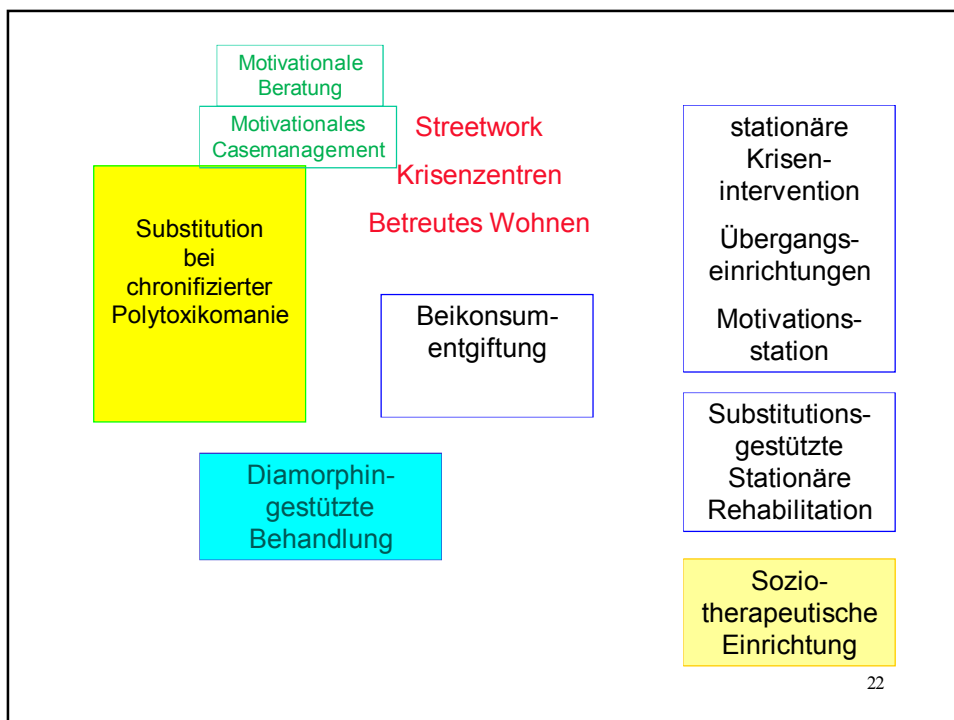 Motivationale
Beratung
Motivationales
Casemanagement
Streetwork
Krisenzentren
Betreutes Wohnen
Substitution
bei
chronifizierter
Polytoxikomanie
Beikonsum-
entgiftung
Diamorphin-
gestützte
Behandlung
stationäre
Krisen-
intervention
Übergangs-
einrichtungen
Motivations-
station
Substitutions-
gestützte
Stationäre
Rehabilitation
Sozio-
therapeutische
Einrichtung
22